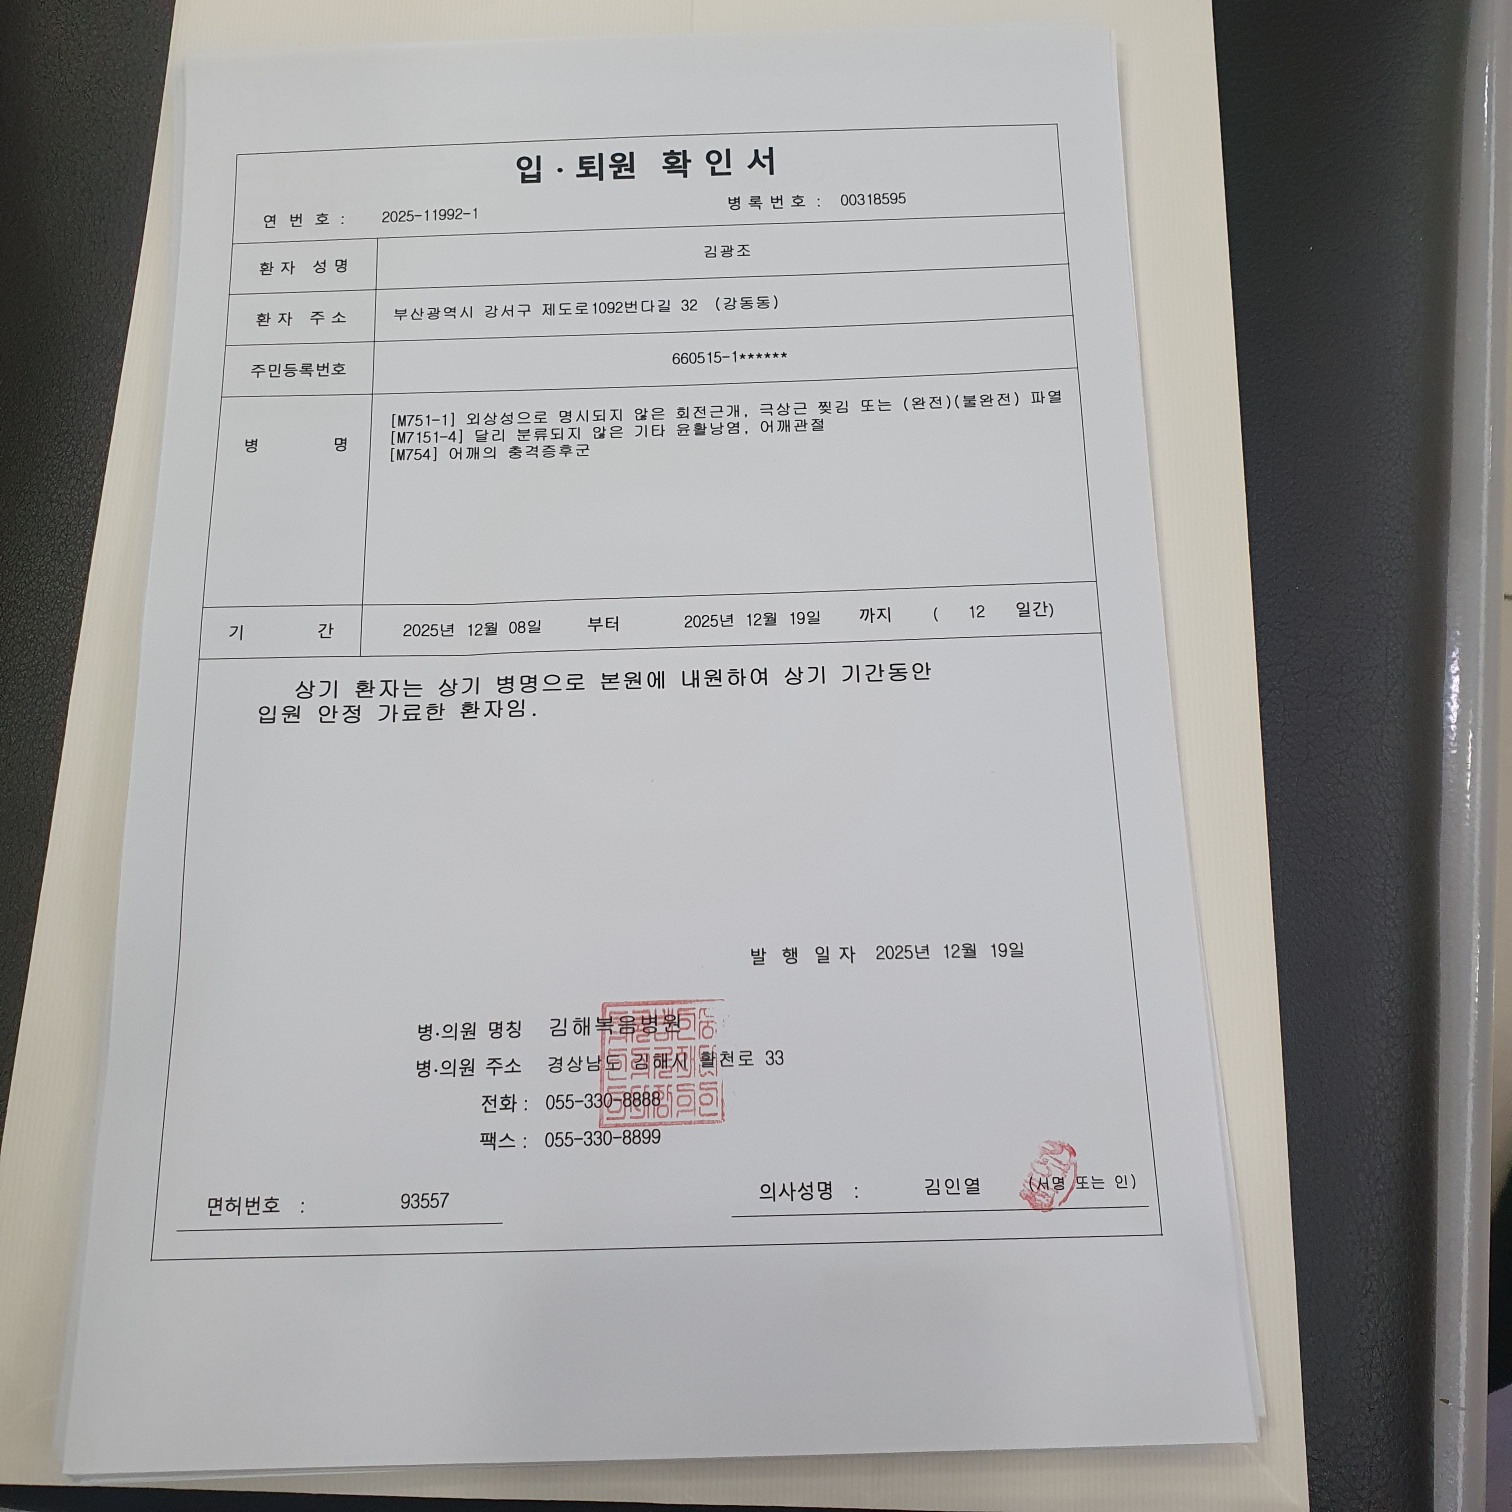 입 · 퇴원 확 인 서
연 번 호 : 2025-11992-1 병 록 번 호 : 00318595
환 자 성 명 김광조
환 자 주 소 부산광역시 강서구 제도로1092번다길 32 (강동동)
주민등록번호 660515-1******
병 명 [M751-1] 외상성으로 명시되지 않은 회전근개, 극상근 찢김 또는 (완전)(불완전) 파열
[M7151-4] 달리 분류되지 않은 기타 윤활낭염, 어깨관절
[M754] 어깨의 충격증후군
기 간 2025년 12월 08일 부터 2025년 12월 19일 까지 ( 12 일간)
상기 환자는 상기 병명으로 본원에 내원하여 상기 기간동안
입원 안정 가료한 환자임.
발 행 일 자 2025년 12월 19일
병·의원 명칭 김해복음병원
병·의원 주소 경상남도 김해시 활천로 33
전화 : 055-330-8888
팩스 : 055-330-8899
면허번호 : 93557 의사성명 : 김인열 (서명 또는 인)